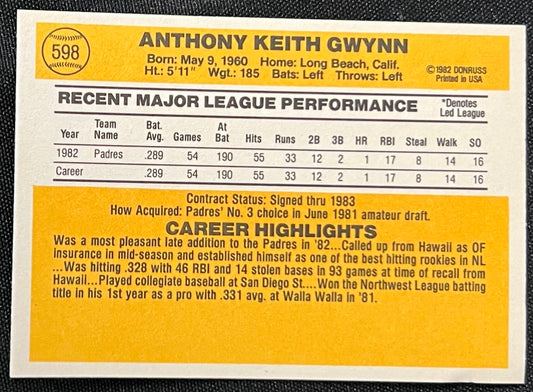 598
ANTHONY KEITH GWYNN
Born: May 9, 1960 Home: Long Beach, Calif.
Ht.: 5'11" Wgt.: 185 Bats: Left Throws: Left
©1982 DONRUSS
Printed in USA
RECENT MAJOR LEAGUE PERFORMANCE
*Denotes
Led League
Year Team Name Bat. Avg. Games At Bat Hits Runs 2B 3B HR RBI Steal Walk SO
1982 Padres .289 54 190 55 33 12 2 1 17 8 14 16
Career .289 54 190 55 33 12 2 1 17 8 14 16
Contract Status: Signed thru 1983
How Acquired: Padres' No. 3 choice in June 1981 amateur draft.
CAREER HIGHLIGHTS
Was a most pleasant late addition to the Padres in '82...Called up from Hawaii as OF
insurance in mid-season and established himself as one of the best hitting rookies in NL
...Was hitting .328 with 46 RBI and 14 stolen bases in 93 games at time of recall from
Hawaii...Played collegiate baseball at San Diego St....Won the Northwest League batting
title in his 1st year as a pro with .331 avg. at Walla Walla in '81.